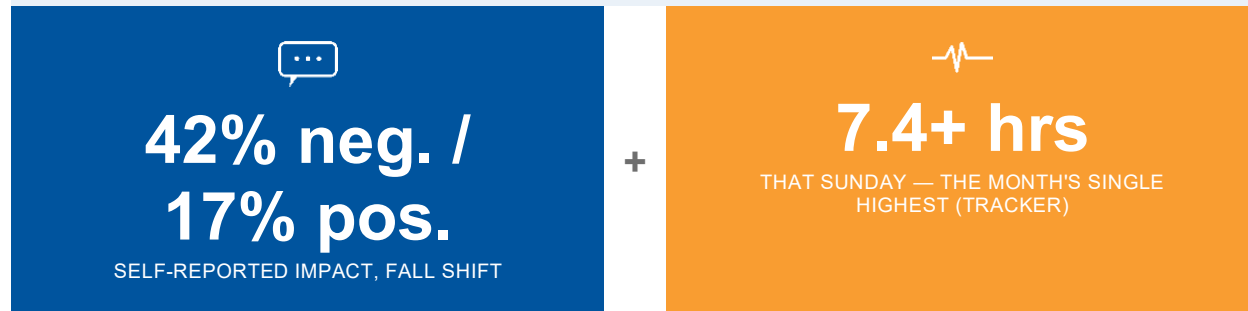 42% neg. /
17% pos.
SELF-REPORTED IMPACT, FALL SHIFT
+
7.4+ hrs
THAT SUNDAY — THE MONTH'S SINGLE
HIGHEST (TRACKER)